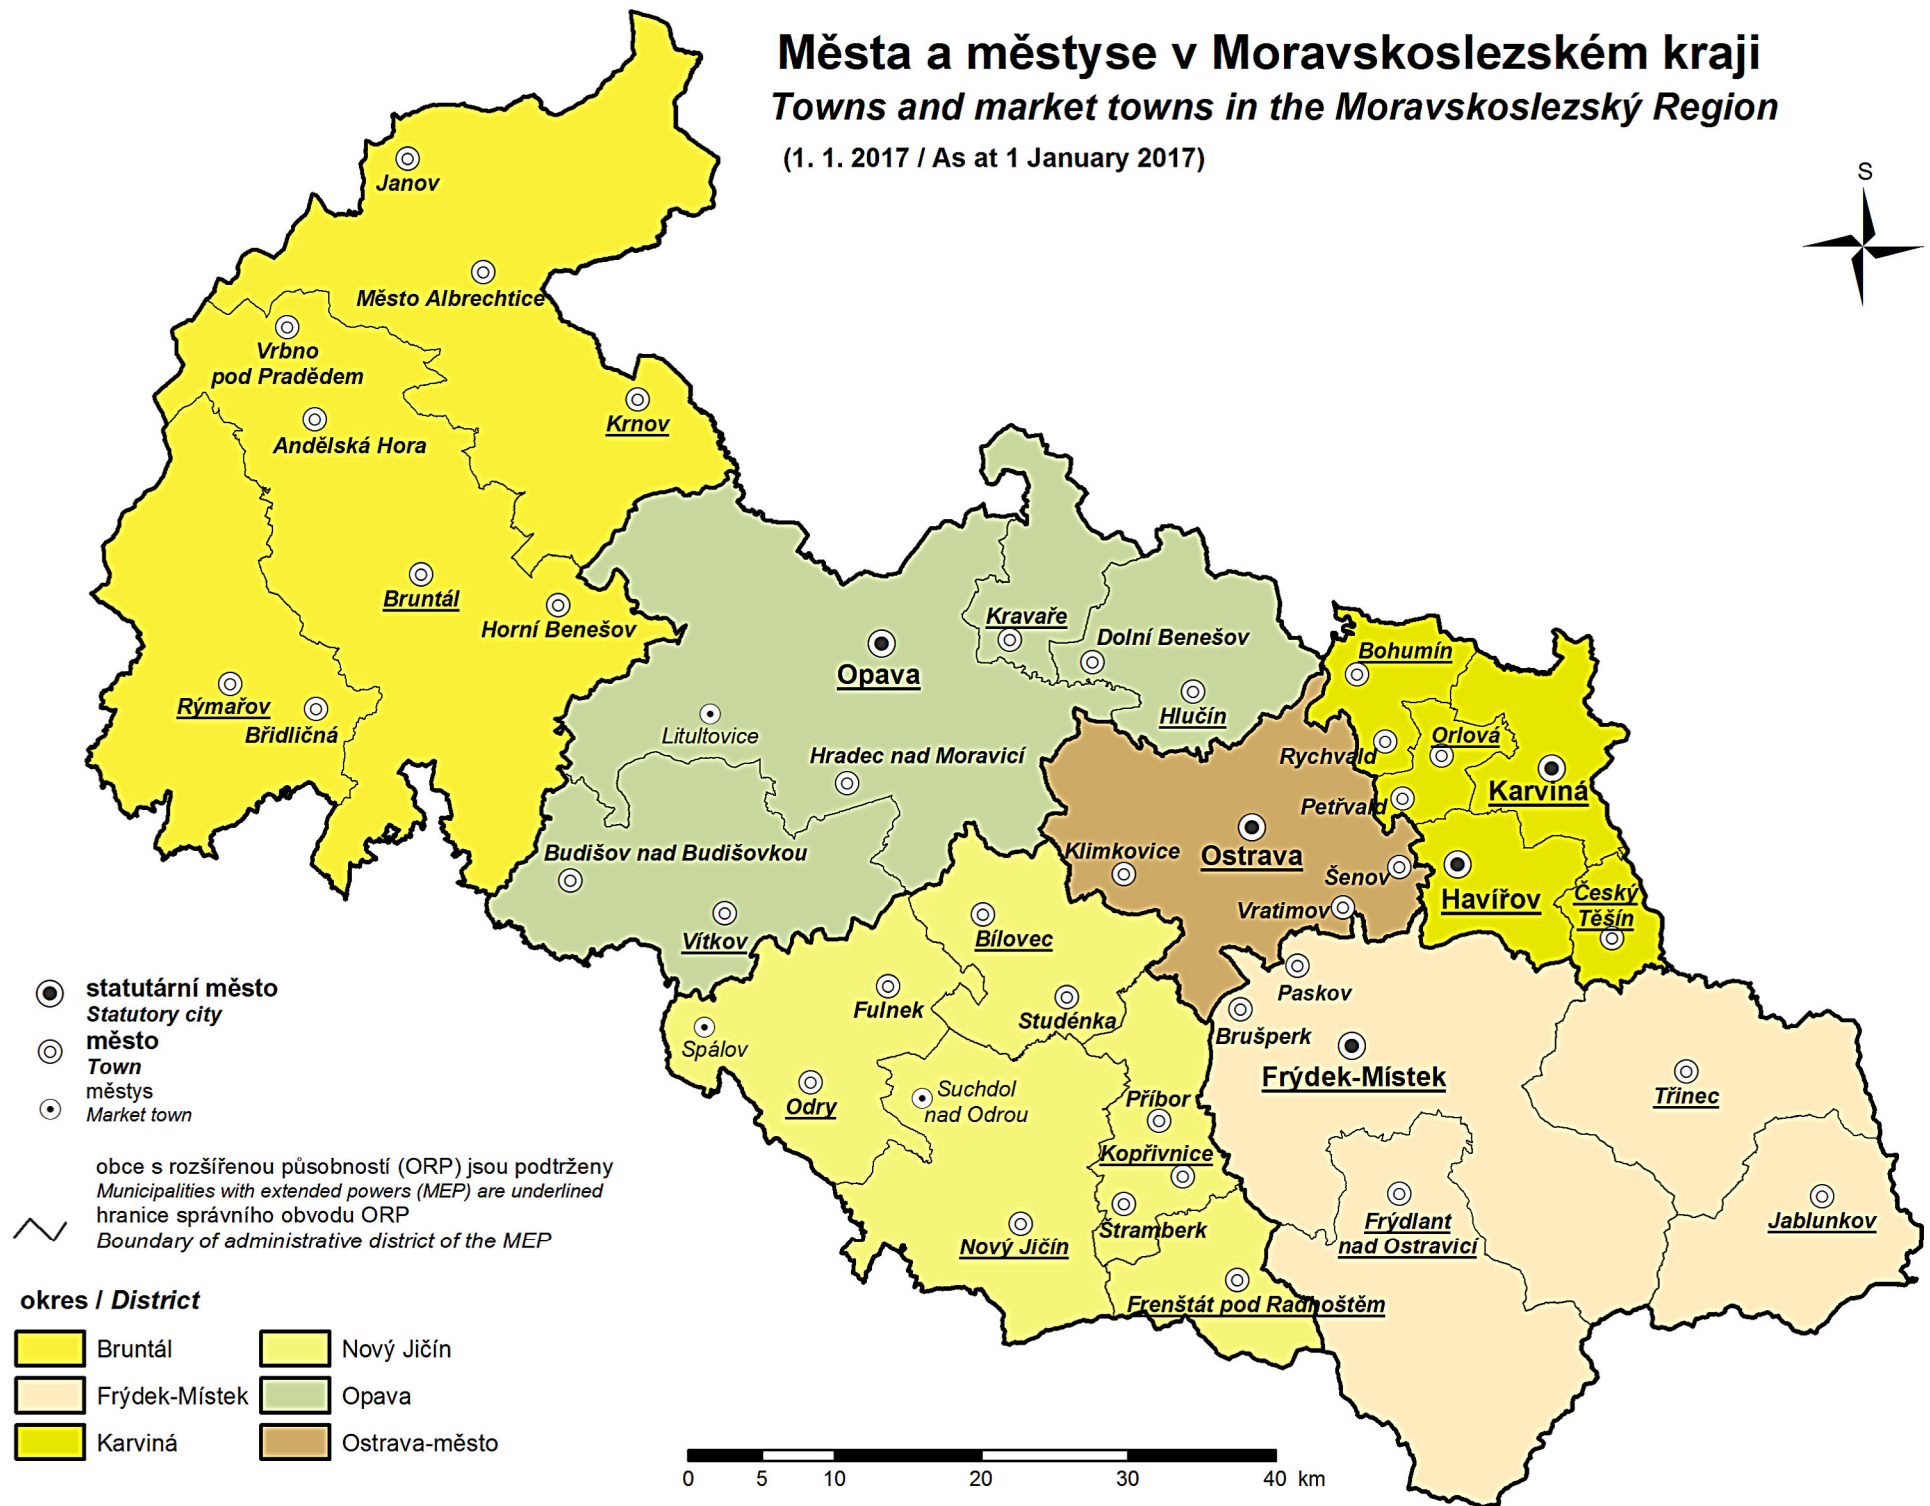 Města a městyse v Moravskoslezském kraji
Towns and market towns in the Moravskoslezský Region
(1. 1. 2017 / As at 1 January 2017)
S
Janov
Město Albrechtice
Vrbno
pod Pradědem
Andělská Hora
Krnov
Bruntál
Horní Benešov
Rýmařov
Břidličná
Kravaře
Dolní Benešov
Opava
Hlučín
Litultovice
Hradec nad Moravicí
Budišov nad Budišovkou
Vítkov
Bohumín
Rychvald
Orlová
Karviná
Petřvald
Havířov
Český
Těšín
Klimkovice
Ostrava
Šenov
Vratimov
Bílovec
Fulnek
Studénka
Spálov
Odry
Suchdol
nad Odrou
Příbor
Kopřivnice
Štramberk
Nový Jičín
Frenštát pod Radhoštěm
Paskov
Brušperk
Frýdek-Místek
Třinec
Frýdlant
nad Ostravicí
Jablunkov
statutární město
Statutory city
město
Town
městys
Market town
obce s rozšířenou působností (ORP) jsou podtrženy
Municipalities with extended powers (MEP) are underlined
hranice správního obvodu ORP
Boundary of administrative district of the MEP
okres / District
Bruntál
Nový Jičín
Frýdek-Místek
Opava
Karviná
Ostrava-město
0 5 10 20 30 40 km